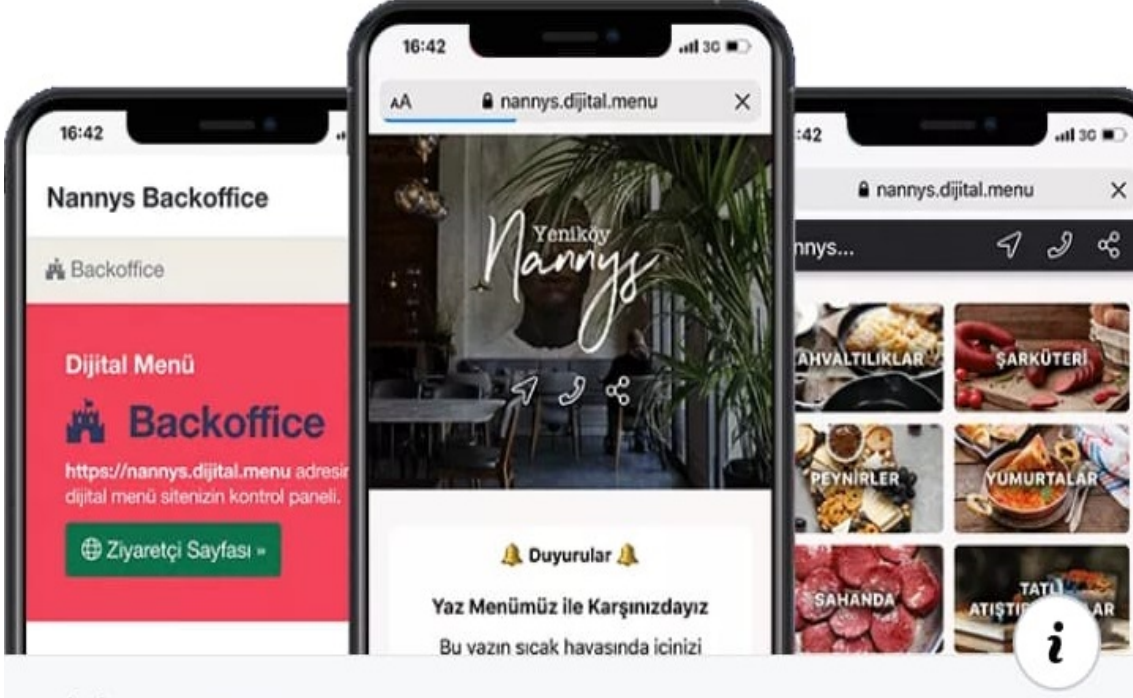 16:42
Nannys Backoffice
Backoffice
Dijital Menü
Backoffice
https://nannys.dijital.menu
dijital menü sitenizin kontrol paneli.
Ziyaretçi Sayfası »
16:42
3G
AA
nannys.dijital.menu
Yeniköy
Nannys
🔔 Duyurular 🔔
Yaz Menümüz ile Karşınızdayız
Bu yazın sıcak havasında içinizi
:42
3G
nannys.dijital.menu
nnys...
AHVALTILIKLAR
ŞARKÜTERİ
PEYNİRLER
YUMURTALAR
SAHANDA
TATLI
i